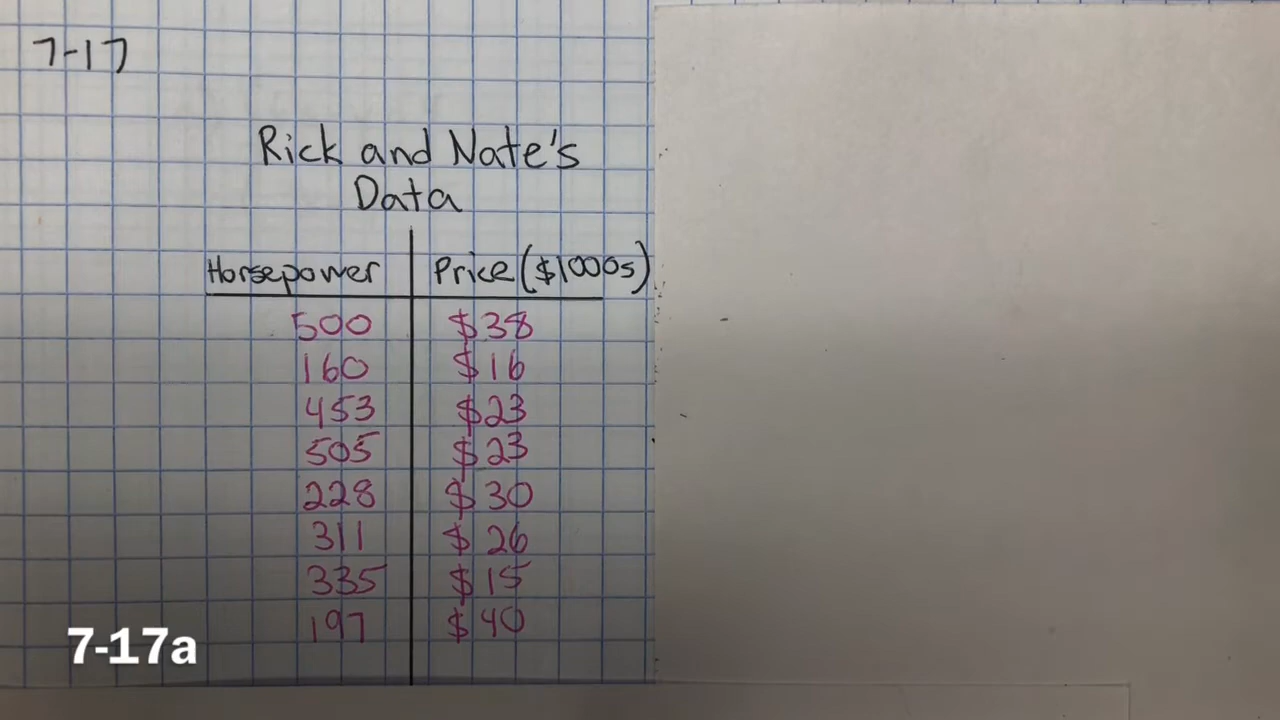 7-17
Rick and Nate's
Data
Horsepower Price ($1000s)
500 $38
160 $16
453 $23
505 $23
228 $30
311 $26
335 $15
197 $40
7-17a